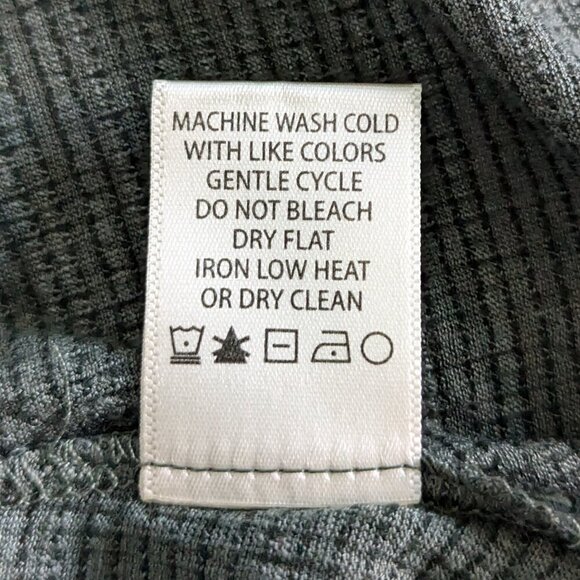 MACHINE WASH COLD
WITH LIKE COLORS
GENTLE CYCLE
DO NOT BLEACH
DRY FLAT
IRON LOW HEAT
OR DRY CLEAN